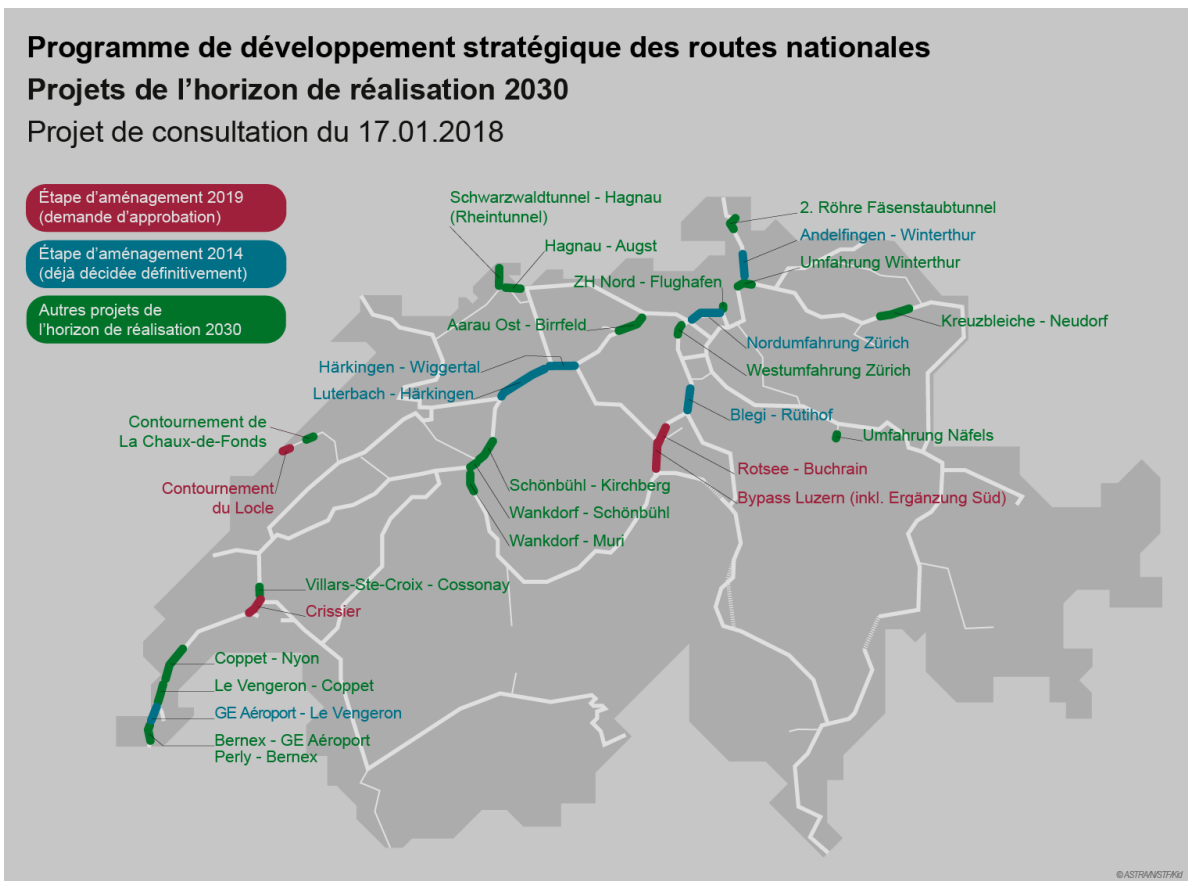 Programme de développement stratégique des routes nationales
Projets de l’horizon de réalisation 2030
Projet de consultation du 17.01.2018
Étape d’aménagement 2019
(demande d’approbation)
Étape d’aménagement 2014
(déjà décidée définitivement)
Autres projets de
l’horizon de réalisation 2030
Schwarzwaldtunnel - Hagnau
(Rheintunnel)
Hagnau - Augst
ZH Nord - Flughafen
Aarau Ost - Birrfeld
2. Röhre Fäsenstaubtunnel
Andelfingen - Winterthur
Umfahrung Winterthur
Kreuzbleiche - Neudorf
Nordumfahrung Zürich
Westumfahrung Zürich
Härkingen - Wiggertal
Luterbach - Härkingen
Blegi - Rütihof
Umfahrung Näfels
Contournement de
La Chaux-de-Fonds
Contournement
du Locle
Rotsee - Buchrain
Bypass Luzern (inkl. Ergänzung Süd)
Schönbühl - Kirchberg
Wankdorf - Schönbühl
Wankdorf - Muri
Villars-Ste-Croix - Cossonay
Crissier
Coppet - Nyon
Le Vengeron - Coppet
GE Aéroport - Le Vengeron
Bernex - GE Aéroport
Perly - Bernex